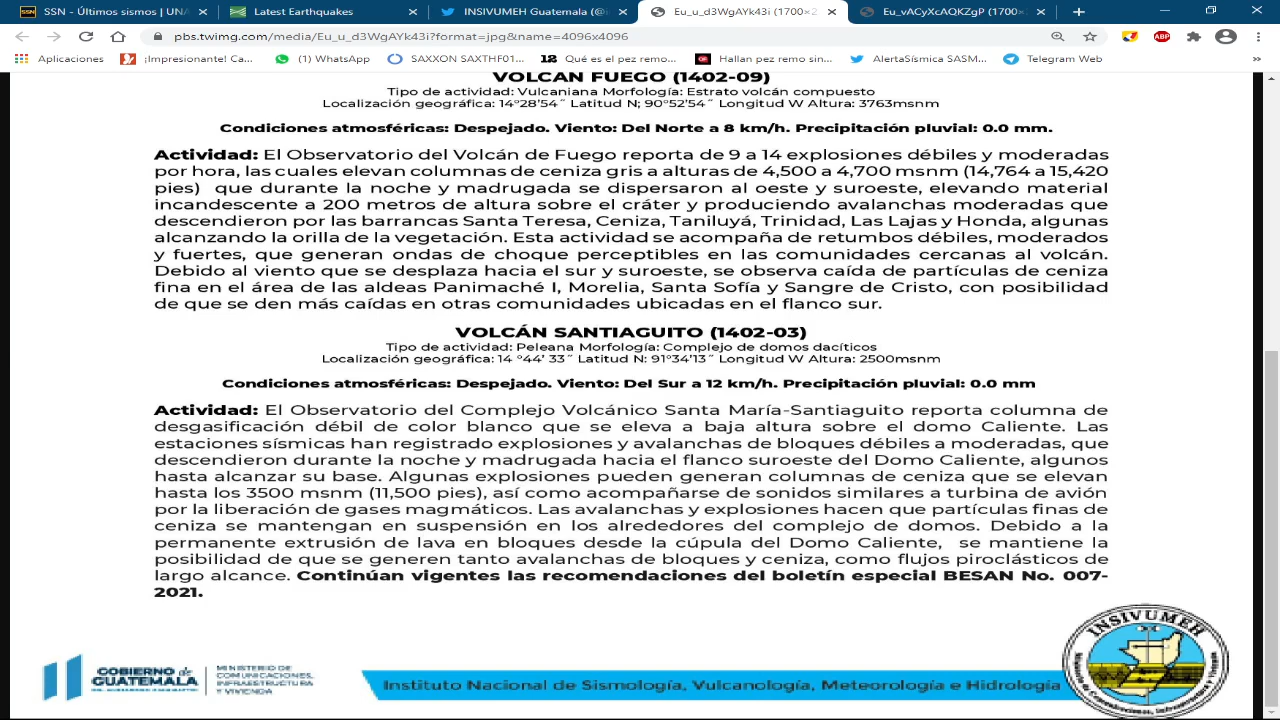 SSN - Últimos sismos | UNA
Latest Earthquakes
INSIVUMEH Guatemala (@i
Eu_u_d3WgAYk43i (1700×2
Eu_vACyXcAQKZgP (1700×
pbs.twimg.com/media/Eu_u_d3WgAYk43i?format=jpg&name=4096x4096
Aplicaciones
¡Impresionante! Ca...
(1) WhatsApp
SAXXON SAXTHF01...
12 Qué es el pez remo...
Hallan pez remo sin...
AlertaSísmica SASM...
Telegram Web
VOLCÁN FUEGO (1402-09)
Tipo de actividad: Vulcaniana Morfología: Estrato volcán compuesto
Localización geográfica: 14°28'54˝ Latitud N; 90°52'54˝ Longitud W Altura: 3763msnm
Condiciones atmosféricas: Despejado. Viento: Del Norte a 8 km/h. Precipitación pluvial: 0.0 mm.
Actividad: El Observatorio del Volcán de Fuego reporta de 9 a 14 explosiones débiles y moderadas
por hora, las cuales elevan columnas de ceniza gris a alturas de 4,500 a 4,700 msnm (14,764 a 15,420
pies) que durante la noche y madrugada se dispersaron al oeste y suroeste, elevando material
incandescente a 200 metros de altura sobre el cráter y produciendo avalanchas moderadas que
descendieron por las barrancas Santa Teresa, Ceniza, Taniluyá, Trinidad, Las Lajas y Honda, algunas
alcanzando la orilla de la vegetación. Esta actividad se acompaña de retumbos débiles, moderados
y fuertes, que generan ondas de choque perceptibles en las comunidades cercanas al volcán.
Debido al viento que se desplaza hacia el sur y suroeste, se observa caída de partículas de ceniza
fina en el área de las aldeas Panimaché I, Morelia, Santa Sofía y Sangre de Cristo, con posibilidad
de que se den más caídas en otras comunidades ubicadas en el flanco sur.
VOLCÁN SANTIAGUITO (1402-03)
Tipo de actividad: Peleana Morfología: Complejo de domos dacíticos
Localización geográfica: 14 °44' 33˝ Latitud N: 91°34'13˝ Longitud W Altura: 2500msnm
Condiciones atmosféricas: Despejado. Viento: Del Sur a 12 km/h. Precipitación pluvial: 0.0 mm
Actividad: El Observatorio del Complejo Volcánico Santa María-Santiaguito reporta columna de
desgasificación débil de color blanco que se eleva a baja altura sobre el domo Caliente. Las
estaciones sísmicas han registrado explosiones y avalanchas de bloques débiles a moderadas, que
descendieron durante la noche y madrugada hacia el flanco suroeste del Domo Caliente, algunos
hasta alcanzar su base. Algunas explosiones pueden generar columnas de ceniza que se elevan
hasta los 3500 msnm (11,500 pies), así como acompañarse de sonidos similares a turbina de avión
por la liberación de gases magmáticos. Las avalanchas y explosiones hacen que partículas finas de
ceniza se mantengan en suspensión en los alrededores del complejo de domos. Debido a la
permanente extrusión de lava en bloques desde la cúpula del Domo Caliente, se mantiene la
posibilidad de que se generen tanto avalanchas de bloques y ceniza, como flujos piroclásticos de
largo alcance. Continúan vigentes las recomendaciones del boletín especial BESAN No. 007-
2021.
GOBIERNO de
GUATEMALA
MINISTERIO DE
COMUNICACIONES,
INFRAESTRUCTURA
Y VIVIENDA
Instituto Nacional de Sismología, Vulcanología, Meteorología e Hidrología
INSIVUMEH